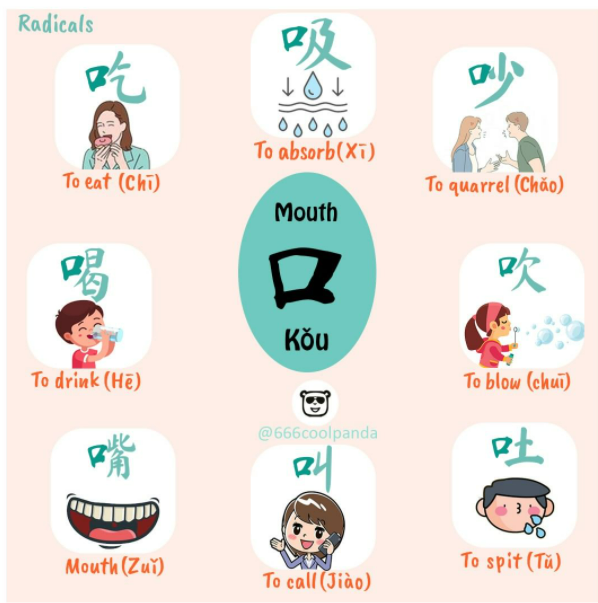 Radicals
吃
To eat (Chī)
吸
To absorb(Xī)
吵
To quarrel (Chǎo)
Mouth
口
Kǒu
喝
To drink (Hē)
吹
To blow (chuī)
@666coolpanda
嘴
Mouth(Zuǐ)
叫
To call(Jiào)
吐
To spit (Tǔ)